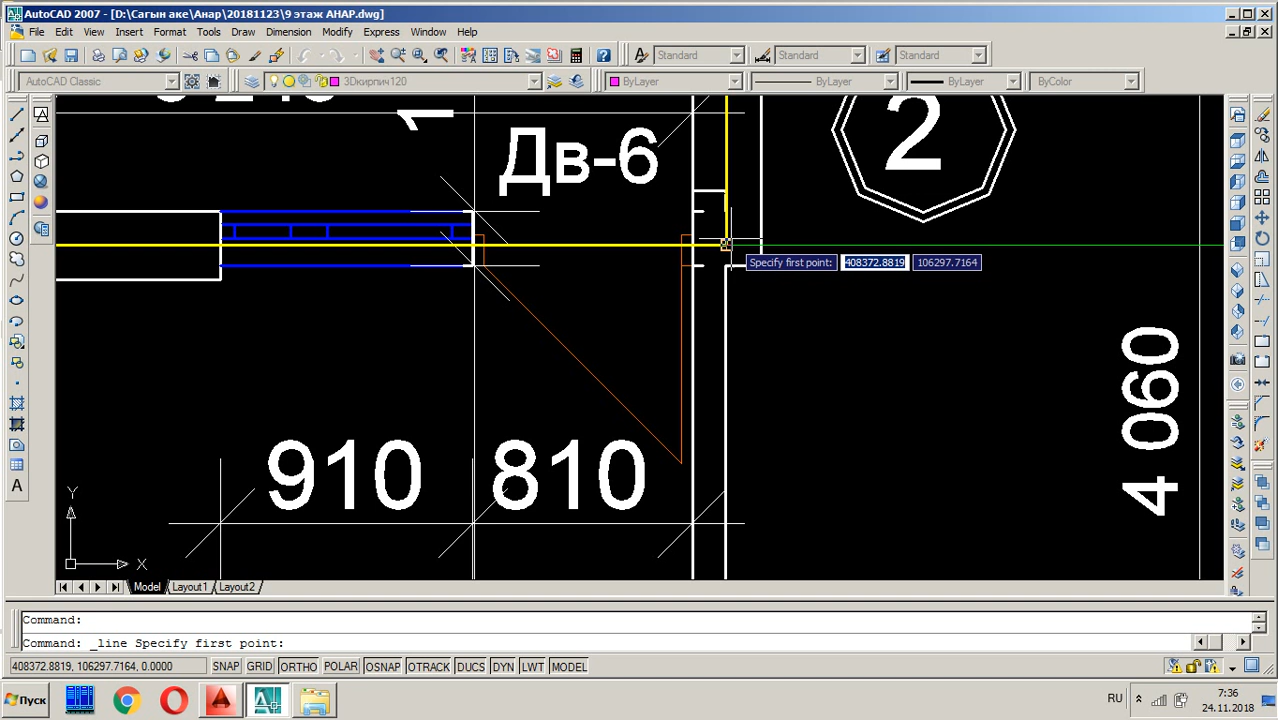 AutoCAD 2007 - [D:\Сагын аке\Анар\20181123\9 этаж АНАР.dwg]
File Edit View Insert Format Tools Draw Dimension Modify Express Window Help
Standard Standard Standard
AutoCAD Classic 3Dкирпич120 ByLayer ByLayer ByLayer ByColor
1
Дв-6
2
Specify first point: 408372.8819 106297.7164
910 810
4 060
Y
X
Model Layout1 Layout2
Command:
Command: _line Specify first point:
408372.8819, 106297.7164, 0.0000 SNAP GRID ORTHO POLAR OSNAP OTRACK DUCS DYN LWT MODEL
Пуск RU 7:36
24.11.2018